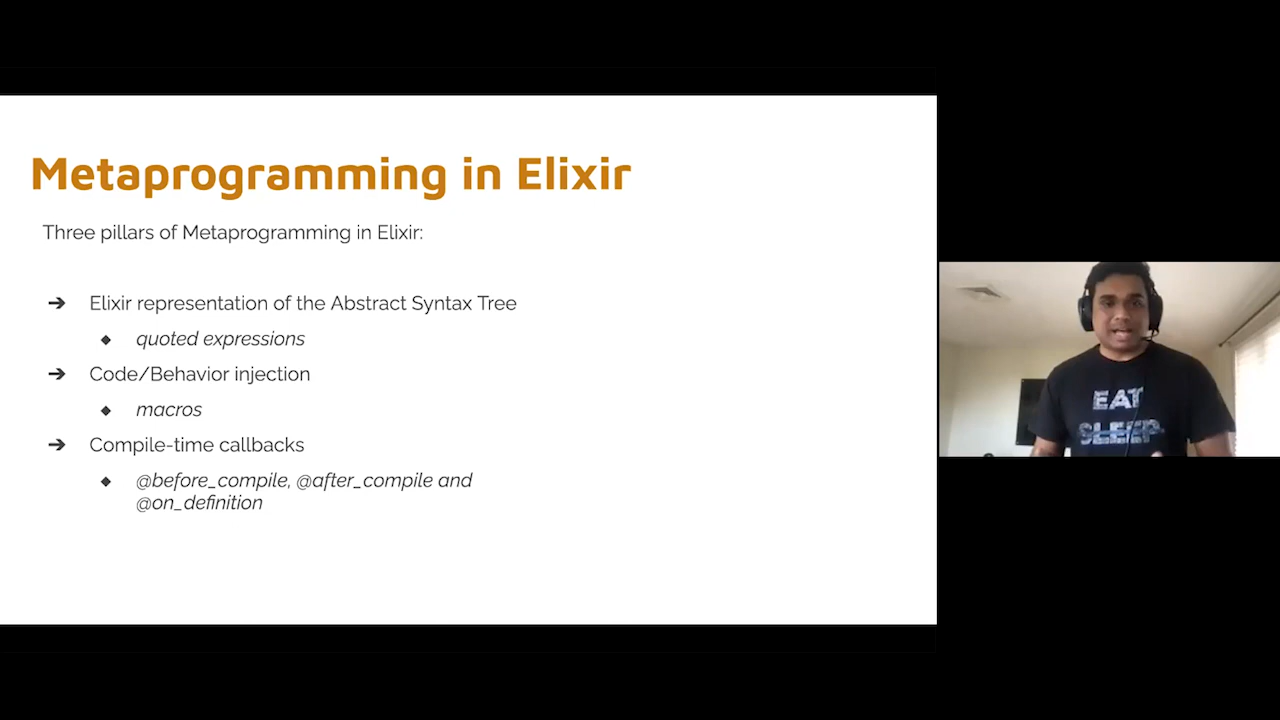 Metaprogramming in Elixir
Three pillars of Metaprogramming in Elixir:
➔ Elixir representation of the Abstract Syntax Tree
◆ quoted expressions
➔ Code/Behavior injection
◆ macros
➔ Compile-time callbacks
◆ @before_compile, @after_compile and
@on_definition
EAT
SLEEP